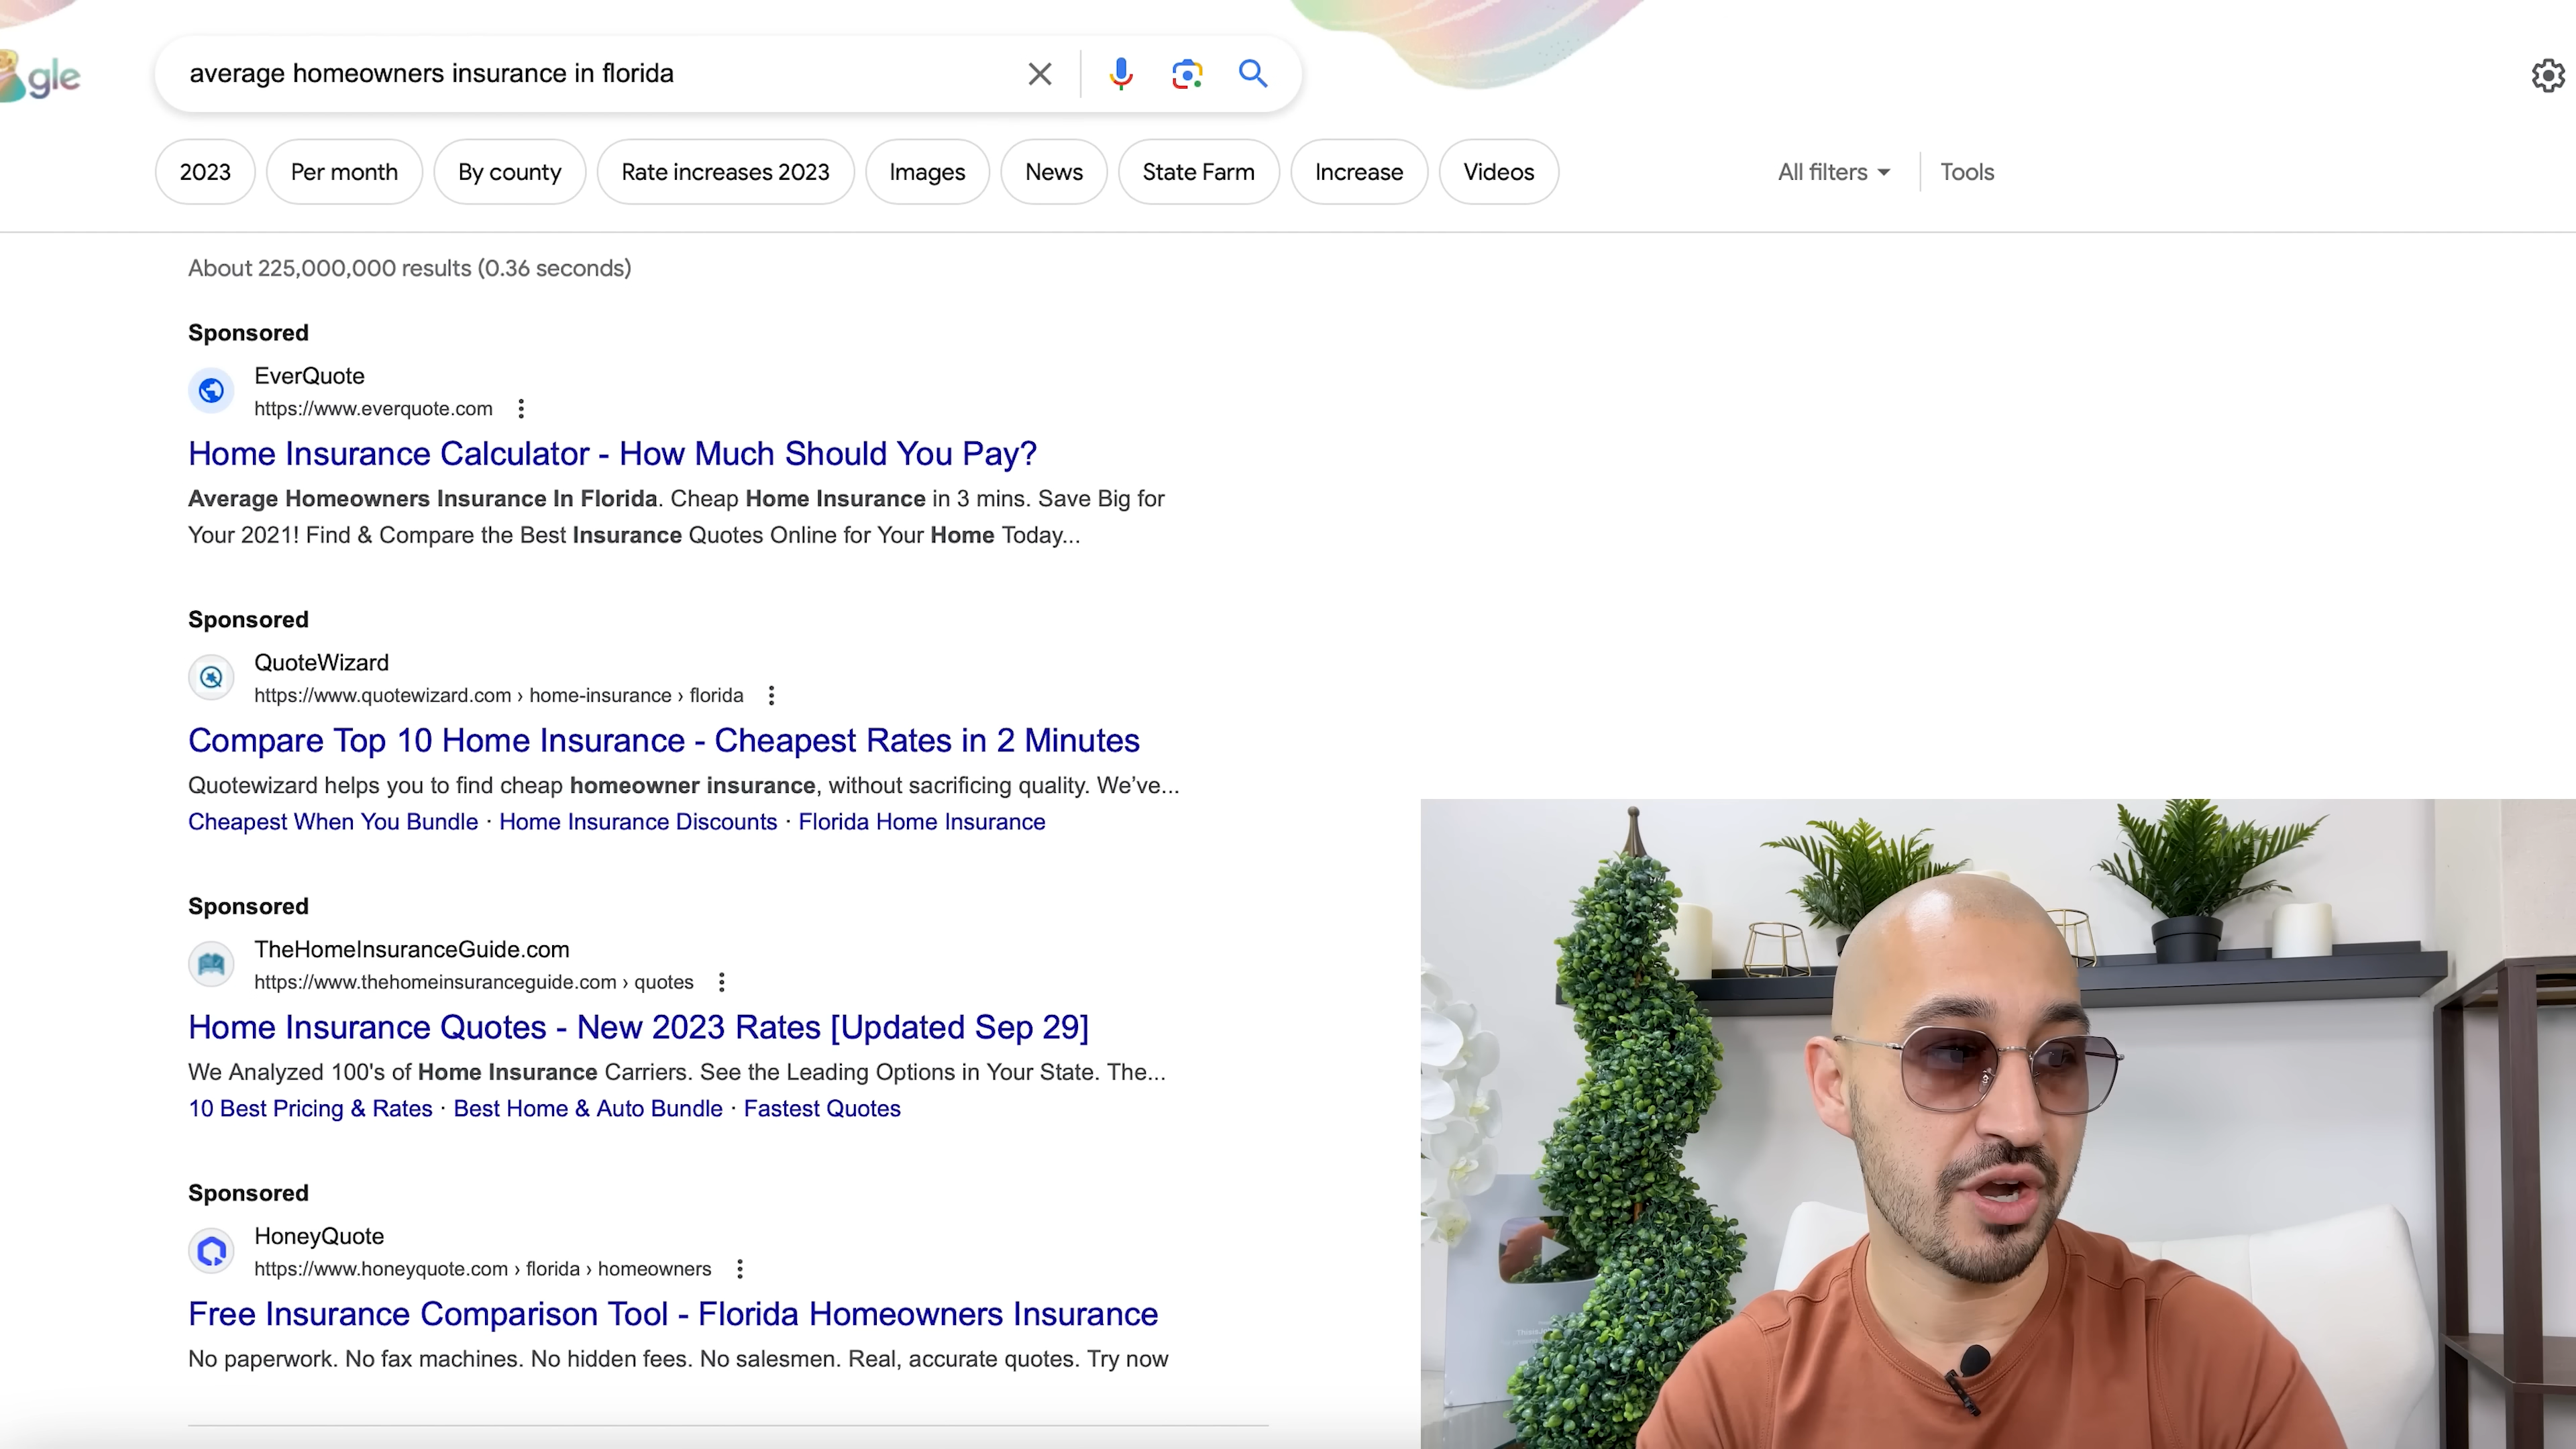 gle
average homeowners insurance in florida
2023
Per month
By county
Rate increases 2023
Images
News
State Farm
Increase
Videos
All filters
Tools
About 225,000,000 results (0.36 seconds)
Sponsored
EverQuote
https://www.everquote.com
Home Insurance Calculator - How Much Should You Pay?
Average Homeowners Insurance In Florida. Cheap Home Insurance in 3 mins. Save Big for
Your 2021! Find & Compare the Best Insurance Quotes Online for Your Home Today...
Sponsored
QuoteWizard
https://www.quotewizard.com › home-insurance › florida
Compare Top 10 Home Insurance - Cheapest Rates in 2 Minutes
Quotewizard helps you to find cheap homeowner insurance, without sacrificing quality. We’ve...
Cheapest When You Bundle · Home Insurance Discounts · Florida Home Insurance
Sponsored
TheHomeInsuranceGuide.com
https://www.thehomeinsuranceguide.com › quotes
Home Insurance Quotes - New 2023 Rates [Updated Sep 29]
We Analyzed 100's of Home Insurance Carriers. See the Leading Options in Your State. The...
10 Best Pricing & Rates · Best Home & Auto Bundle · Fastest Quotes
Sponsored
HoneyQuote
https://www.honeyquote.com › florida › homeowners
Free Insurance Comparison Tool - Florida Homeowners Insurance
No paperwork. No fax machines. No hidden fees. No salesmen. Real, accurate quotes. Try now